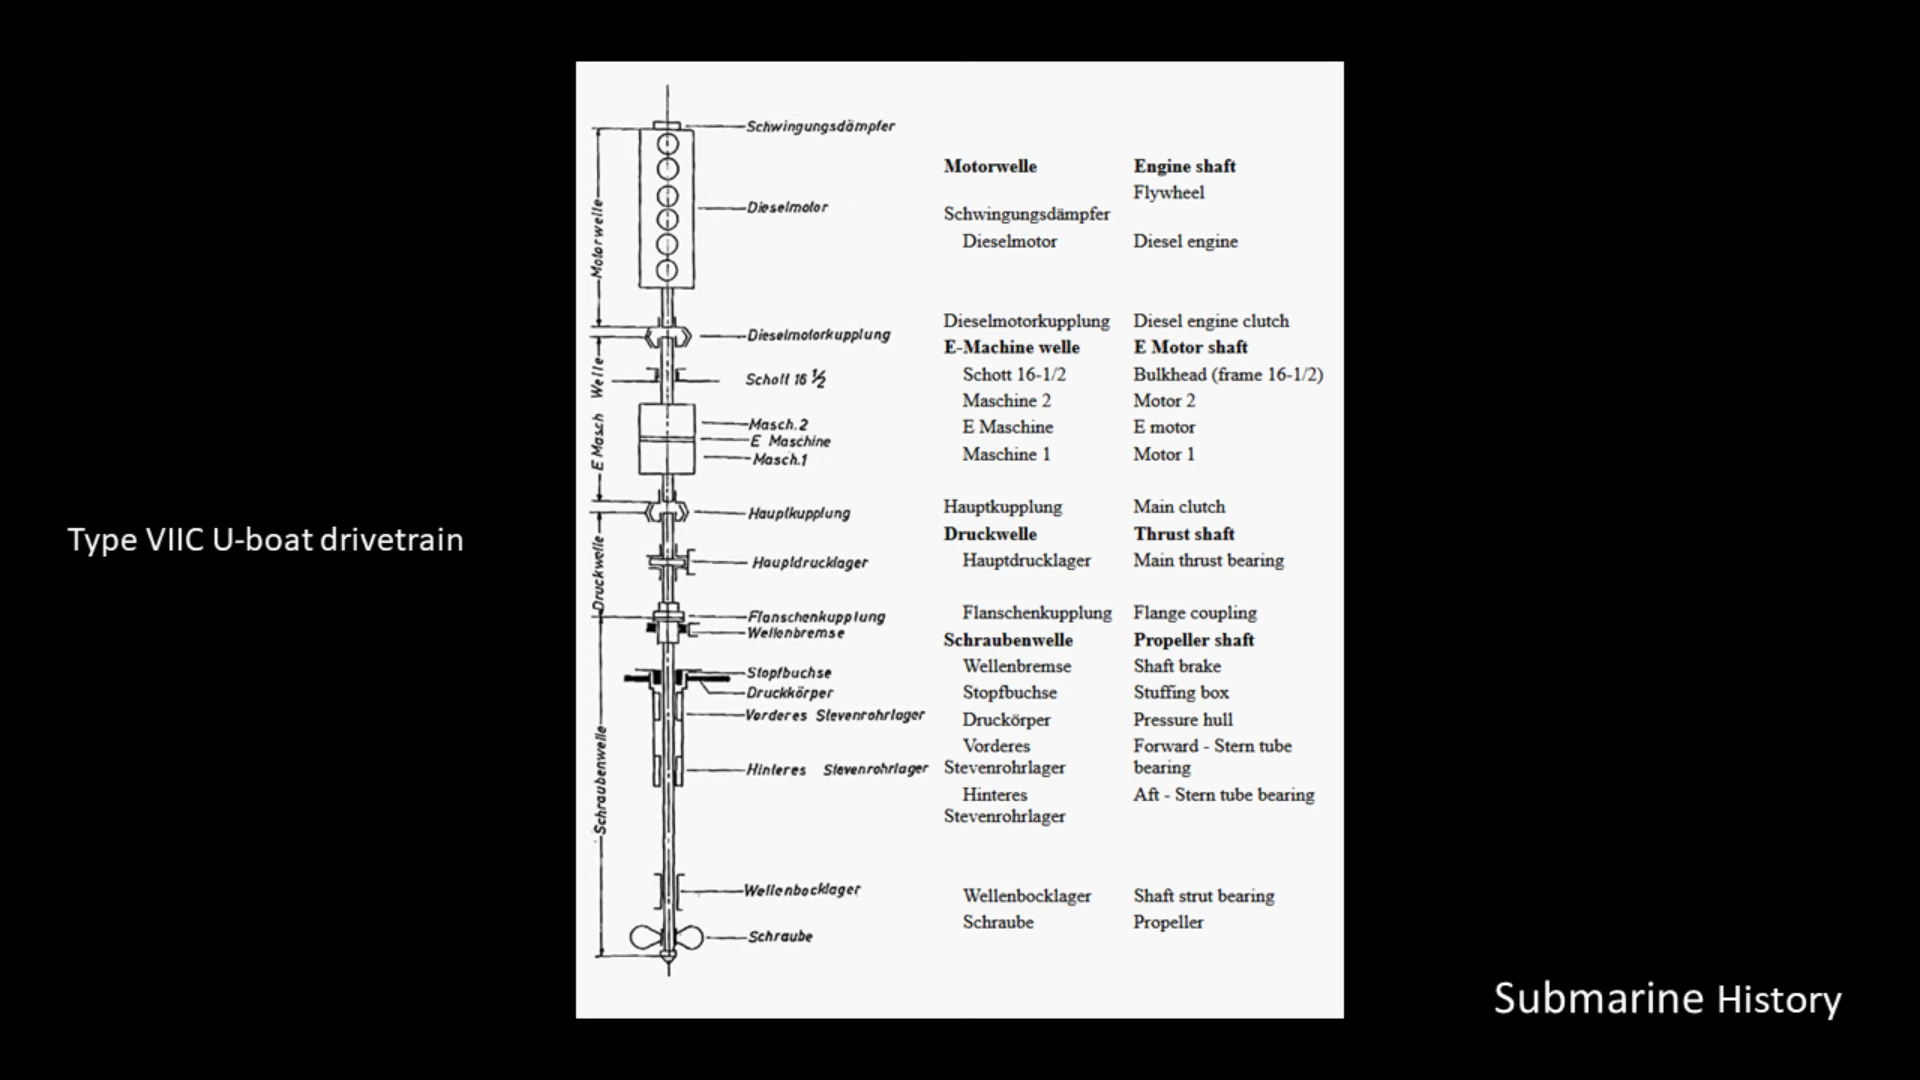 Type VIIC U-boat drivetrain
Schwingungsdämpfer
Dieselmotor
Dieselmotorkupplung
Schott 16 ½
Masch.2
E Maschine
Masch.1
Hauptkupplung
Hauptdrucklager
Flanschenkupplung
Wellenbremse
Stopfbuchse
Druckkörper
Vorderes Stevenrohrlager
Hinteres Stevenrohrlager
Wellenbocklager
Schraube
Motorwelle
E Masch Welle
Druckwelle
Schraubenwelle
Motorwelle Engine shaft
Flywheel
Schwingungsdämpfer
Dieselmotor Diesel engine
Dieselmotorkupplung Diesel engine clutch
E-Machine welle E Motor shaft
Schott 16-1/2 Bulkhead (frame 16-1/2)
Maschine 2 Motor 2
E Maschine E motor
Maschine 1 Motor 1
Hauptkupplung Main clutch
Druckwelle Thrust shaft
Hauptdrucklager Main thrust bearing
Flanschenkupplung Flange coupling
Schraubenwelle Propeller shaft
Wellenbremse Shaft brake
Stopfbuchse Stuffing box
Druckörper Pressure hull
Vorderes Forward - Stern tube
Stevenrohrlager bearing
Hinteres Aft - Stern tube bearing
Stevenrohrlager
Wellenbocklager Shaft strut bearing
Schraube Propeller
Submarine History